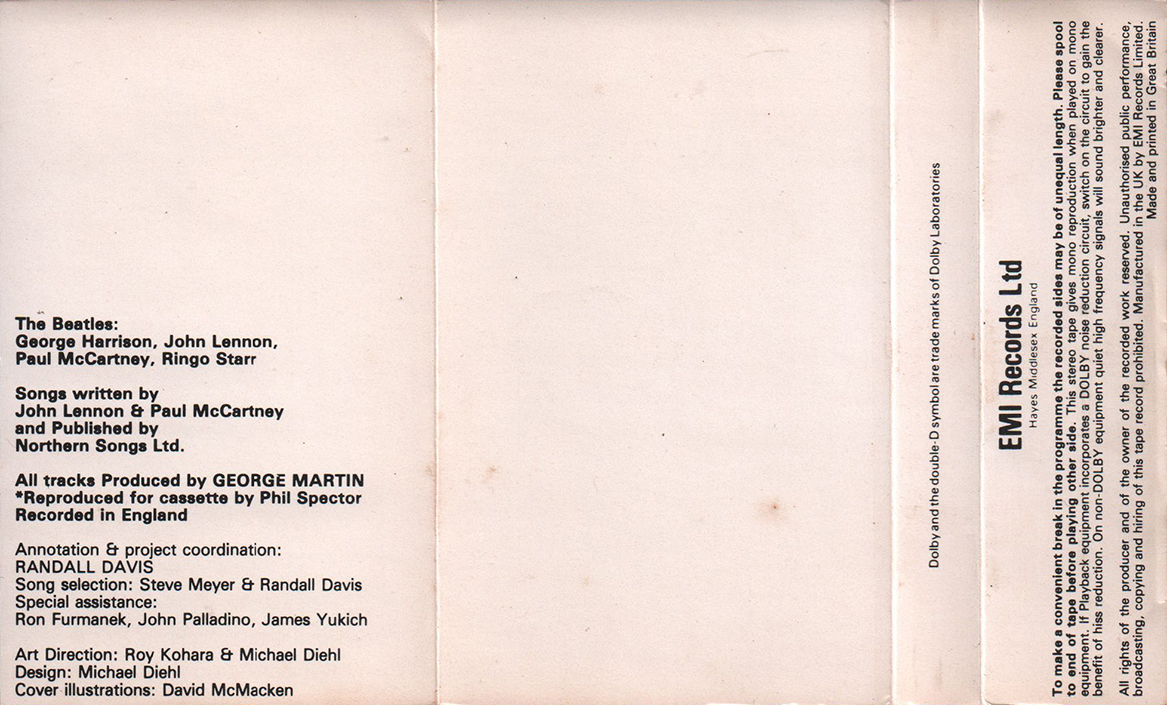 The Beatles:
George Harrison, John Lennon,
Paul McCartney, Ringo Starr
Songs written by
John Lennon & Paul McCartney
and Published by
Northern Songs Ltd.
All tracks Produced by GEORGE MARTIN
*Reproduced for cassette by Phil Spector
Recorded in England
Annotation & project coordination:
RANDALL DAVIS
Song selection: Steve Meyer & Randall Davis
Special assistance:
Ron Furmanek, John Palladino, James Yukich
Art Direction: Roy Kohara & Michael Diehl
Design: Michael Diehl
Cover illustrations: David McMacken
Dolby and the double-D symbol are trade marks of Dolby Laboratories
EMI Records Ltd
Hayes Middlesex England
To make a convenient break in the programme the recorded sides may be of unequal length. Please spool
to end of tape before playing other side. This stereo tape gives mono reproduction when played on mono
equipment. If Playback equipment incorporates a DOLBY noise reduction circuit, switch on the circuit to gain the
benefit of hiss reduction. On non-DOLBY equipment quiet high frequency signals will sound brighter and clearer.
All rights of the producer and of the owner of the recorded work reserved. Unauthorised public performance,
broadcasting, copying and hiring of this tape record prohibited. Manufactured in the UK by EMI Records Limited.
Made and printed in Great Britain